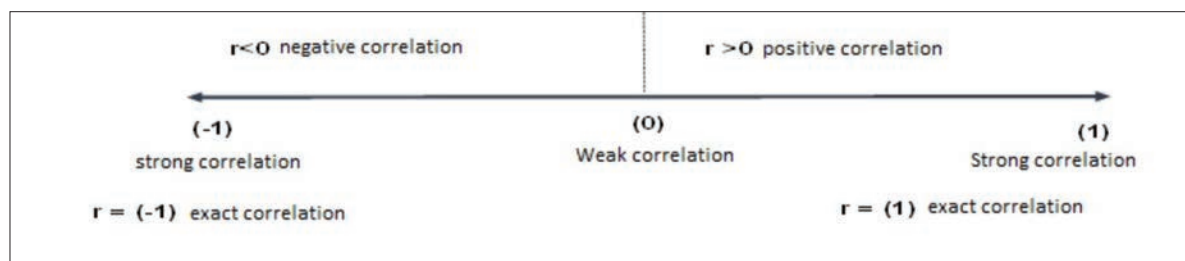 r<0 negative correlation
r >0 positive correlation
(-1)
(0)
(1)
strong correlation
Weak correlation
Strong correlation
r = (-1) exact correlation
r = (1) exact correlation